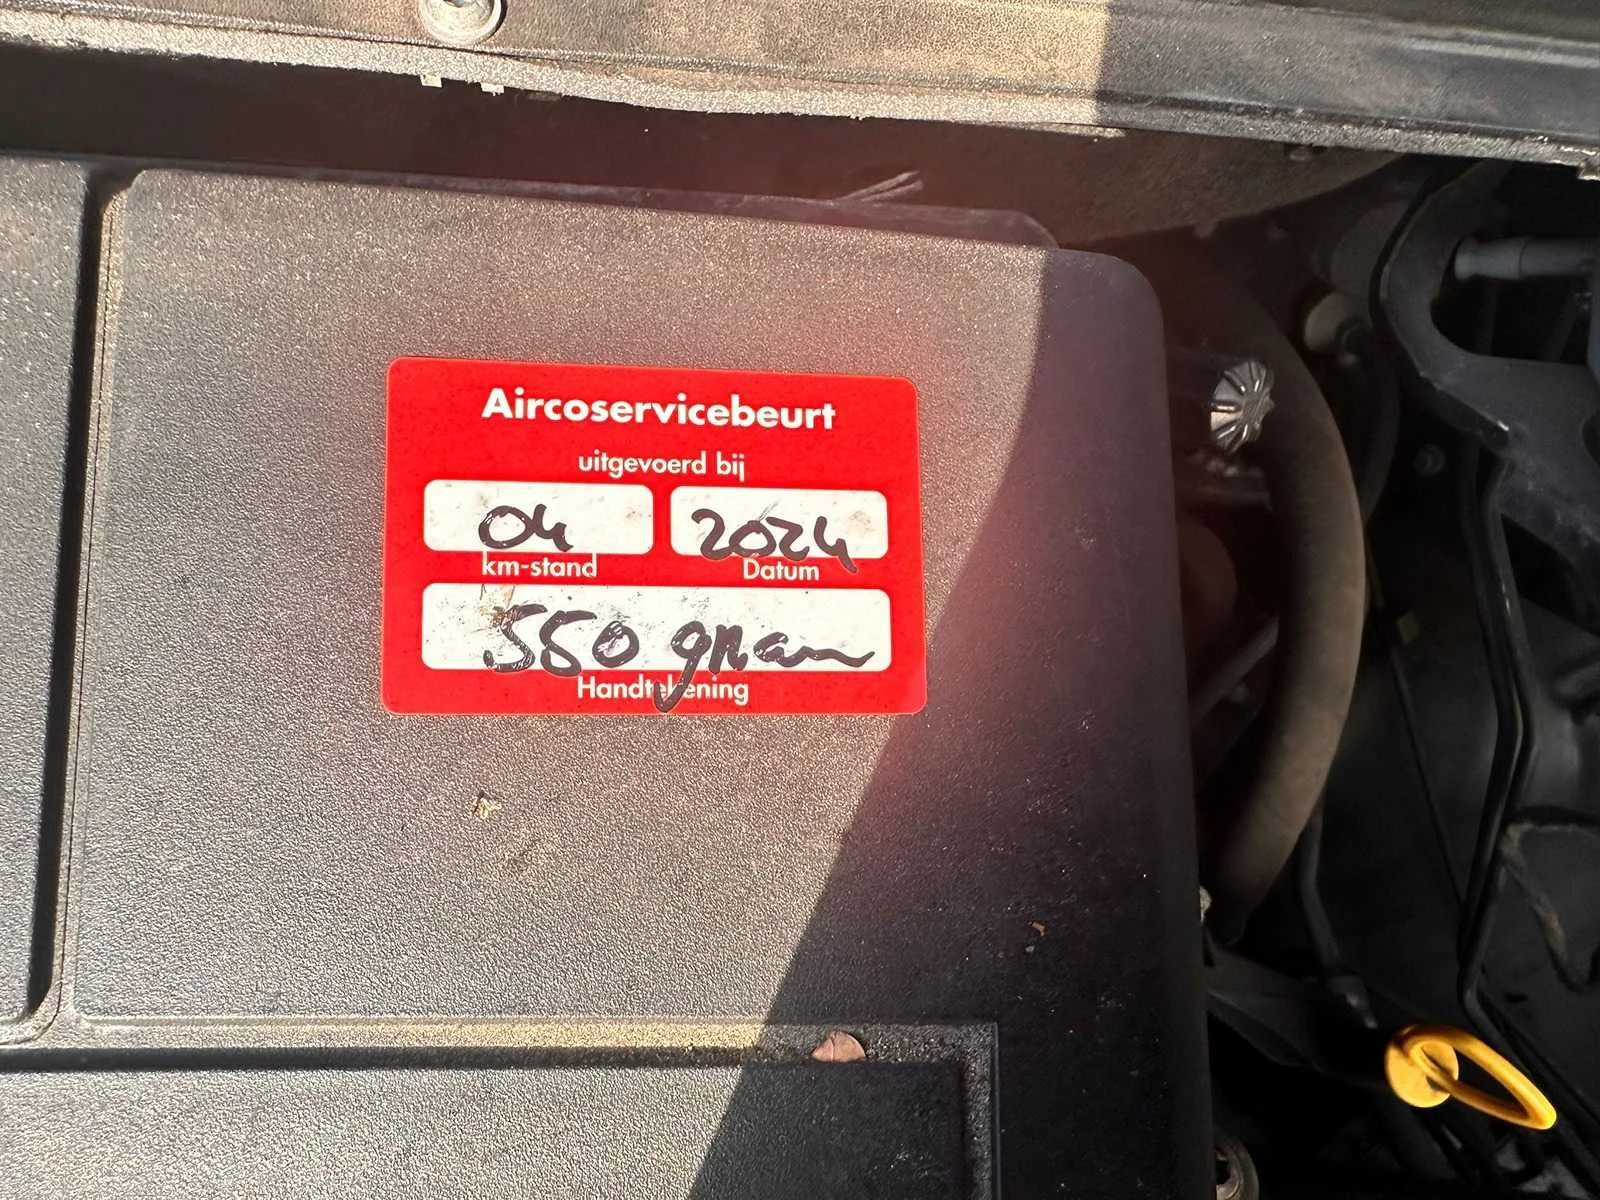 Aircoservicebeurt
uitgevoerd bij
04 2024
km-stand Datum
550 gram
Handtekening